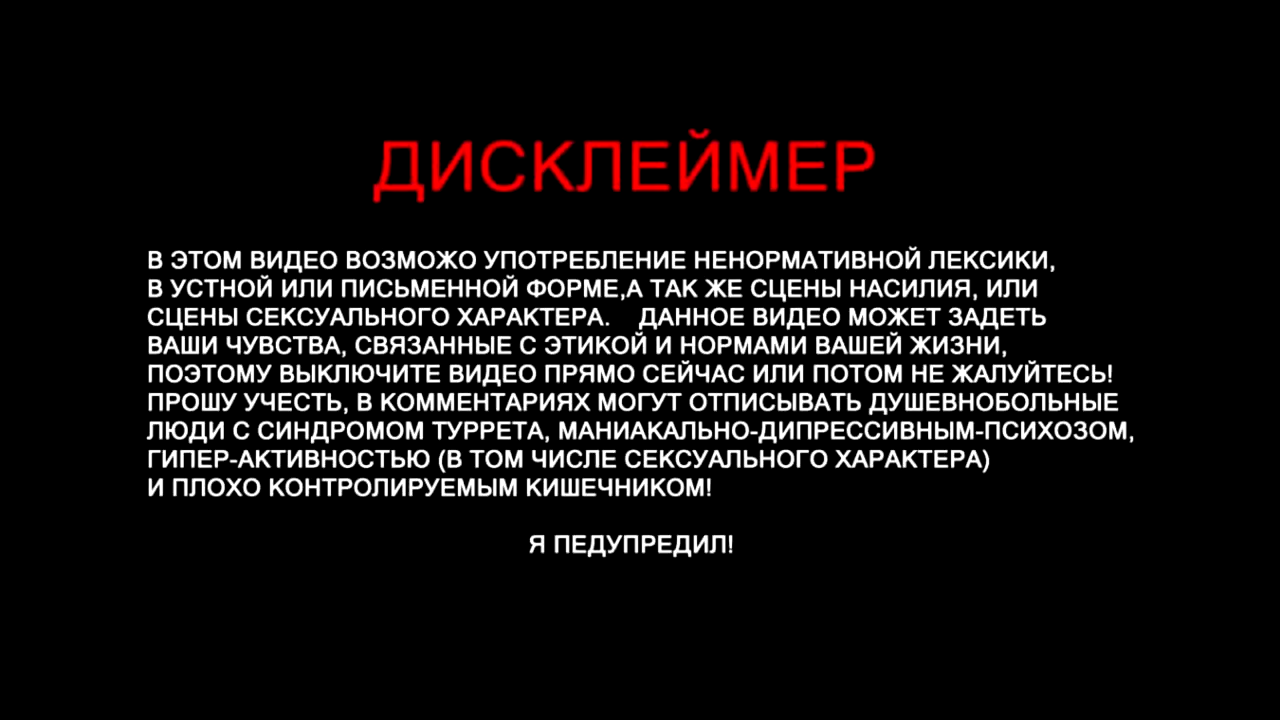 ДИСКЛЕЙМЕР
В ЭТОМ ВИДЕО ВОЗМОЖО УПОТРЕБЛЕНИЕ НЕНОРМАТИВНОЙ ЛЕКСИКИ,
В УСТНОЙ ИЛИ ПИСЬМЕННОЙ ФОРМЕ,А ТАК ЖЕ СЦЕНЫ НАСИЛИЯ, ИЛИ
СЦЕНЫ СЕКСУАЛЬНОГО ХАРАКТЕРА. ДАННОЕ ВИДЕО МОЖЕТ ЗАДЕТЬ
ВАШИ ЧУВСТВА, СВЯЗАННЫЕ С ЭТИКОЙ И НОРМАМИ ВАШЕЙ ЖИЗНИ,
ПОЭТОМУ ВЫКЛЮЧИТЕ ВИДЕО ПРЯМО СЕЙЧАС ИЛИ ПОТОМ НЕ ЖАЛУЙТЕСЬ!
ПРОШУ УЧЕСТЬ, В КОММЕНТАРИЯХ МОГУТ ОТПИСЫВАТЬ ДУШЕВНОБОЛЬНЫЕ
ЛЮДИ С СИНДРОМОМ ТУРРЕТА, МАНИАКАЛЬНО-ДИПРЕССИВНЫМ-ПСИХОЗОМ,
ГИПЕР-АКТИВНОСТЬЮ (В ТОМ ЧИСЛЕ СЕКСУАЛЬНОГО ХАРАКТЕРА)
И ПЛОХО КОНТРОЛИРУЕМЫМ КИШЕЧНИКОМ!
Я ПЕДУПРЕДИЛ!